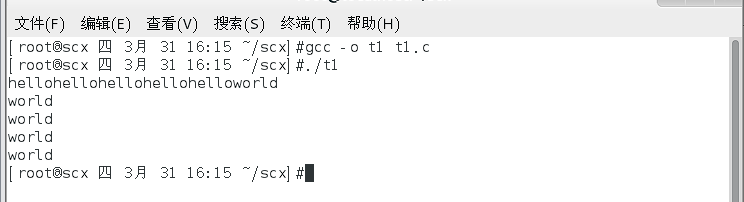 文件(F) 编辑(E) 查看(V) 搜索(S) 终端(T) 帮助(H)
[root@scx 四 3月 31 16:15 ~/scx]#gcc -o t1 t1.c
[root@scx 四 3月 31 16:15 ~/scx]#./t1
hellohellohellohellohelloworld
world
world
world
world
[root@scx 四 3月 31 16:15 ~/scx]#